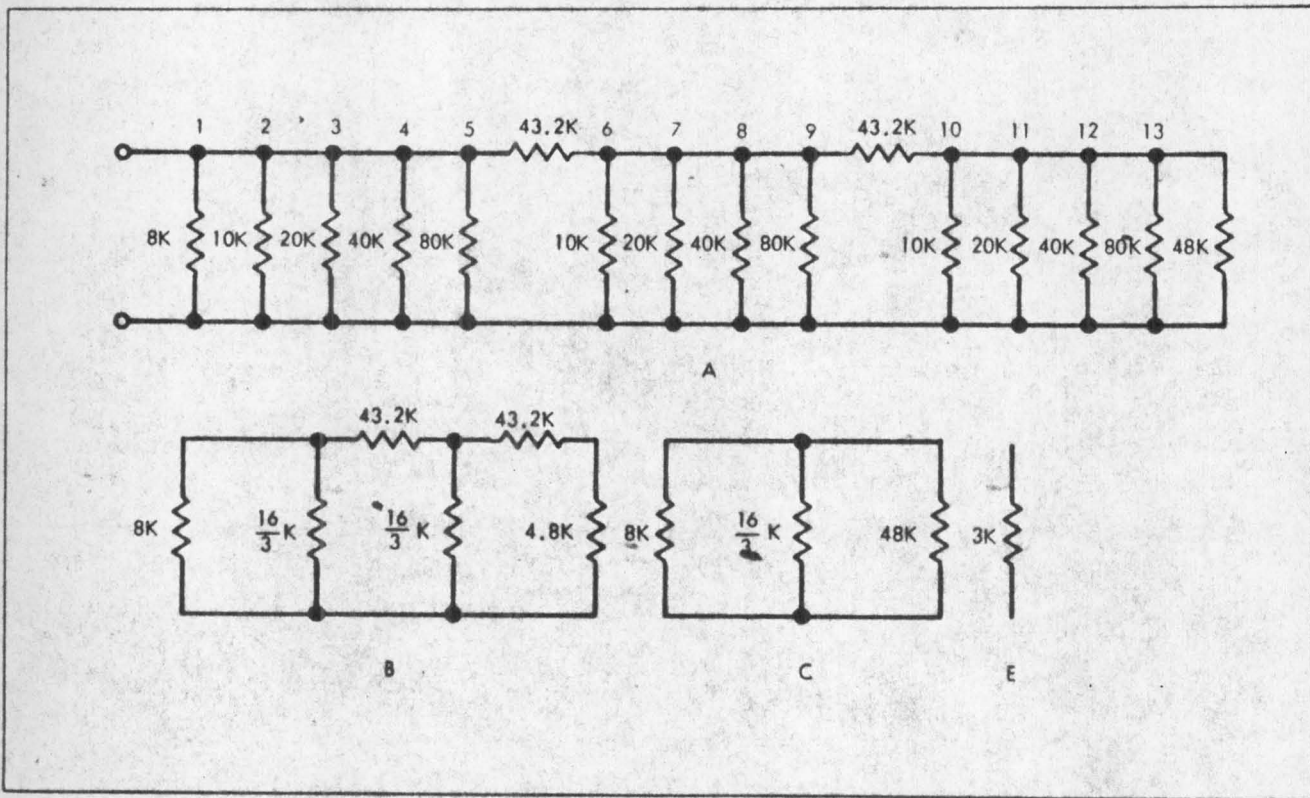 1 2 3 4 5 43.2K 6 7 8 9 43.2K 10 11 12 13
8K 10K 20K 40K 80K 10K 20K 40K 80K 10K 20K 40K 80K 48K
A
43.2K 43.2K
8K 16/3 K 16/3 K 4.8K 8K 16/3 K 48K 3K
B C E